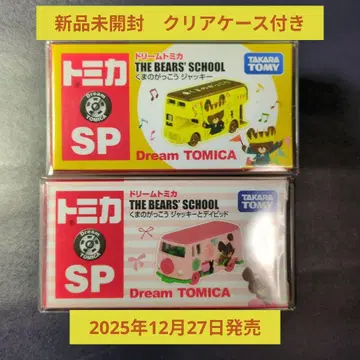 新品未開封 クリアケース付き
トミカ
Dream
TOMICA
SP
ドリームトミカ
THE BEARS' SCHOOL
くまのがっこう ジャッキー
TAKARA
TOMY
Dream TOMICA
トミカ
Dream
TOMICA
SP
ドリームトミカ
THE BEARS' SCHOOL
くまのがっこう ジャッキーとデイビッド
TAKARA
TOMY
Dream TOMICA
2025年12月27日発売